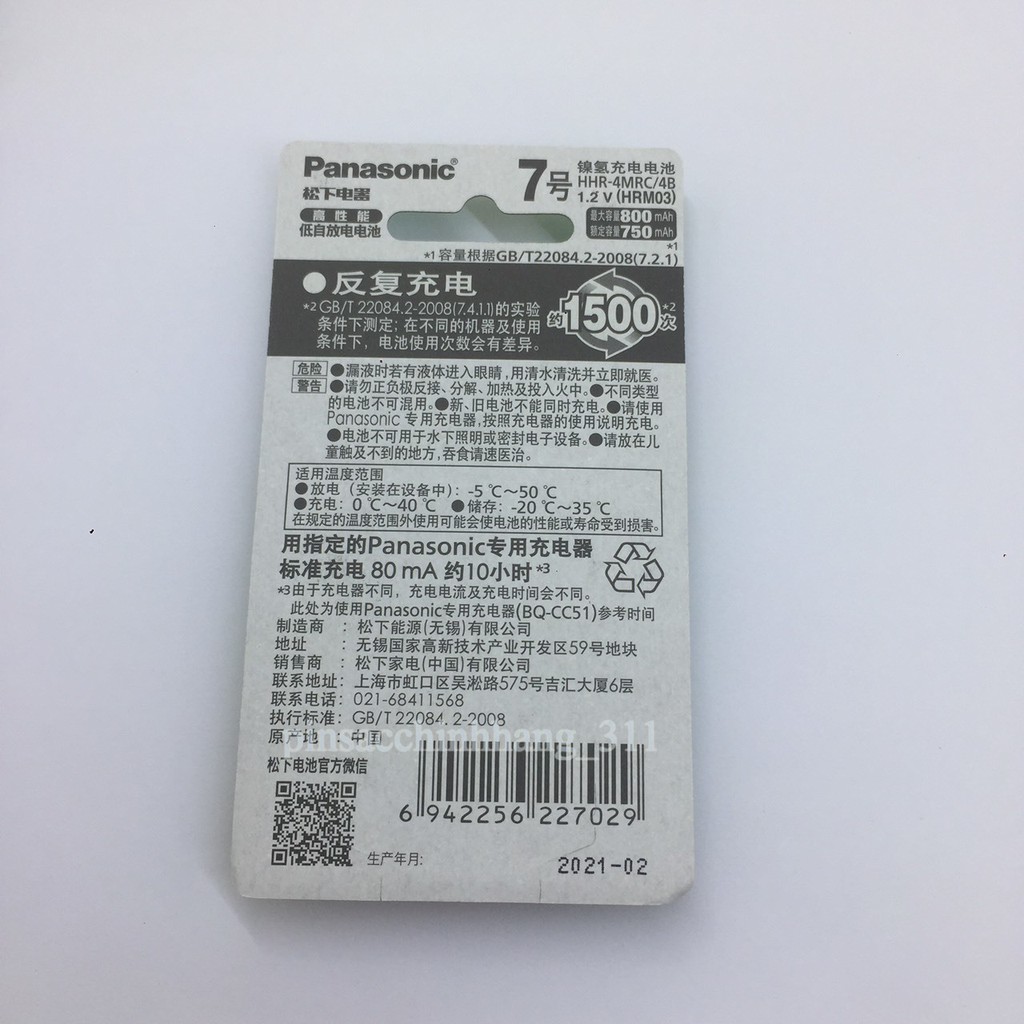 Panasonic®
松下电器
高性能
低自放电电池
7号
镍氢充电电池
HHR-4MRC/4B
1.2 V (HRM03)
最大容量800 mAh
额定容量750 mAh
*1
*1 容量根据GB/T22084.2-2008(7.2.1)
●反复充电
*2 GB/T 22084.2-2008(7.4.1.1)的实验
条件下测定;在不同的机器及使用
条件下，电池使用次数会有差异。
约1500次*2
危险 ●漏液时若有液体进入眼睛,用清水清洗并立即就医。
警告 ●请勿正负极反接、分解、加热及投入火中。●不同类型
的电池不可混用。●新、旧电池不能同时充电。●请使用
Panasonic 专用充电器,按照充电器的使用说明充电。
●电池不可用于水下照明或密封电子设备。●请放在儿
童触及不到的地方,吞食请速医治。
适用温度范围
●放电（安装在设备中）: -5 ℃～50 ℃
●充电: 0 ℃～40 ℃ ●储存: -20 ℃～35 ℃
在规定的温度范围外使用可能会使电池的性能或寿命受到损害。
用指定的Panasonic专用充电器
标准充电 80 mA 约10小时*3
*3由于充电器不同，充电电流及充电时间会不同。
此处为使用Panasonic专用充电器(BQ-CC51)参考时间
制造商 : 松下能源(无锡)有限公司
地址 : 无锡国家高新技术产业开发区59号地块
销售商 : 松下家电(中国)有限公司
联系地址: 上海市虹口区吴淞路575号吉汇大厦6层
联系电话: 021-68411568
执行标准: GB/T 22084.2-2008
原产地 : 中国
pinsacchinhhang_311
松下电池官方微信
6 942256 227029
生产年月: 2021-02